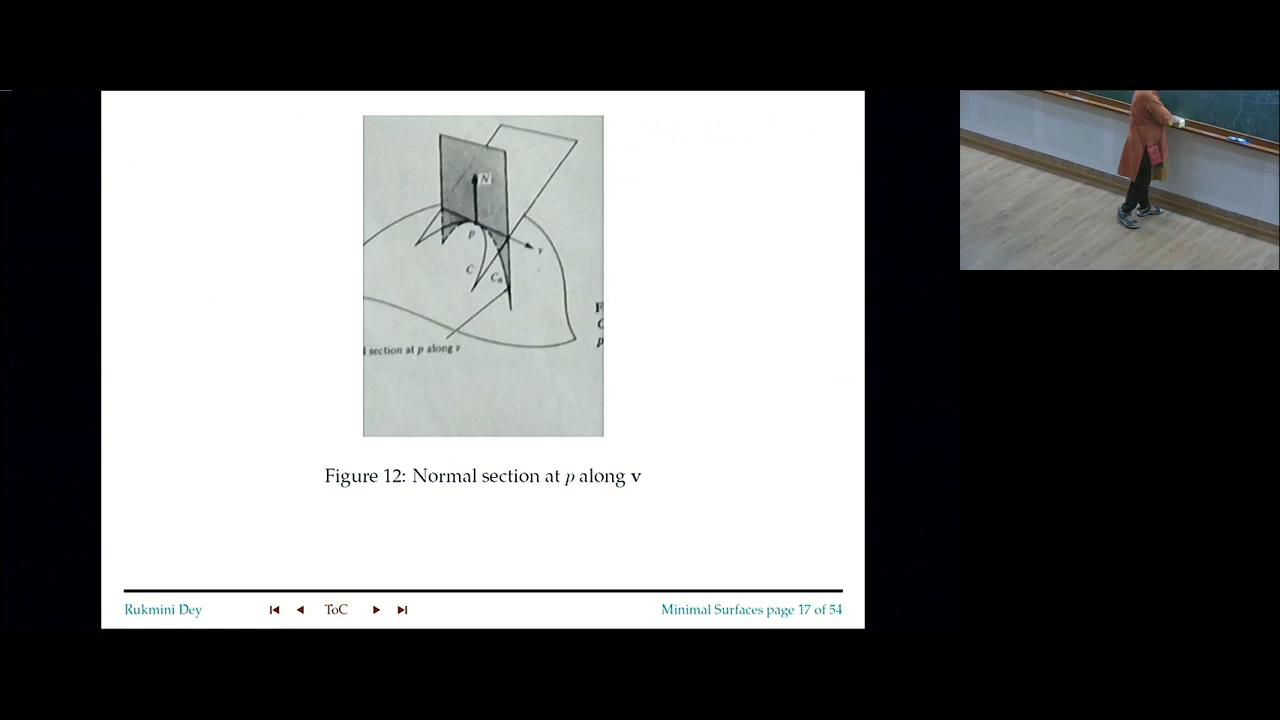 N
p
v
C
Cn
l section at p along v
F
C
p
Figure 12: Normal section at p along v
Rukmini Dey
ToC
Minimal Surfaces page 17 of 54